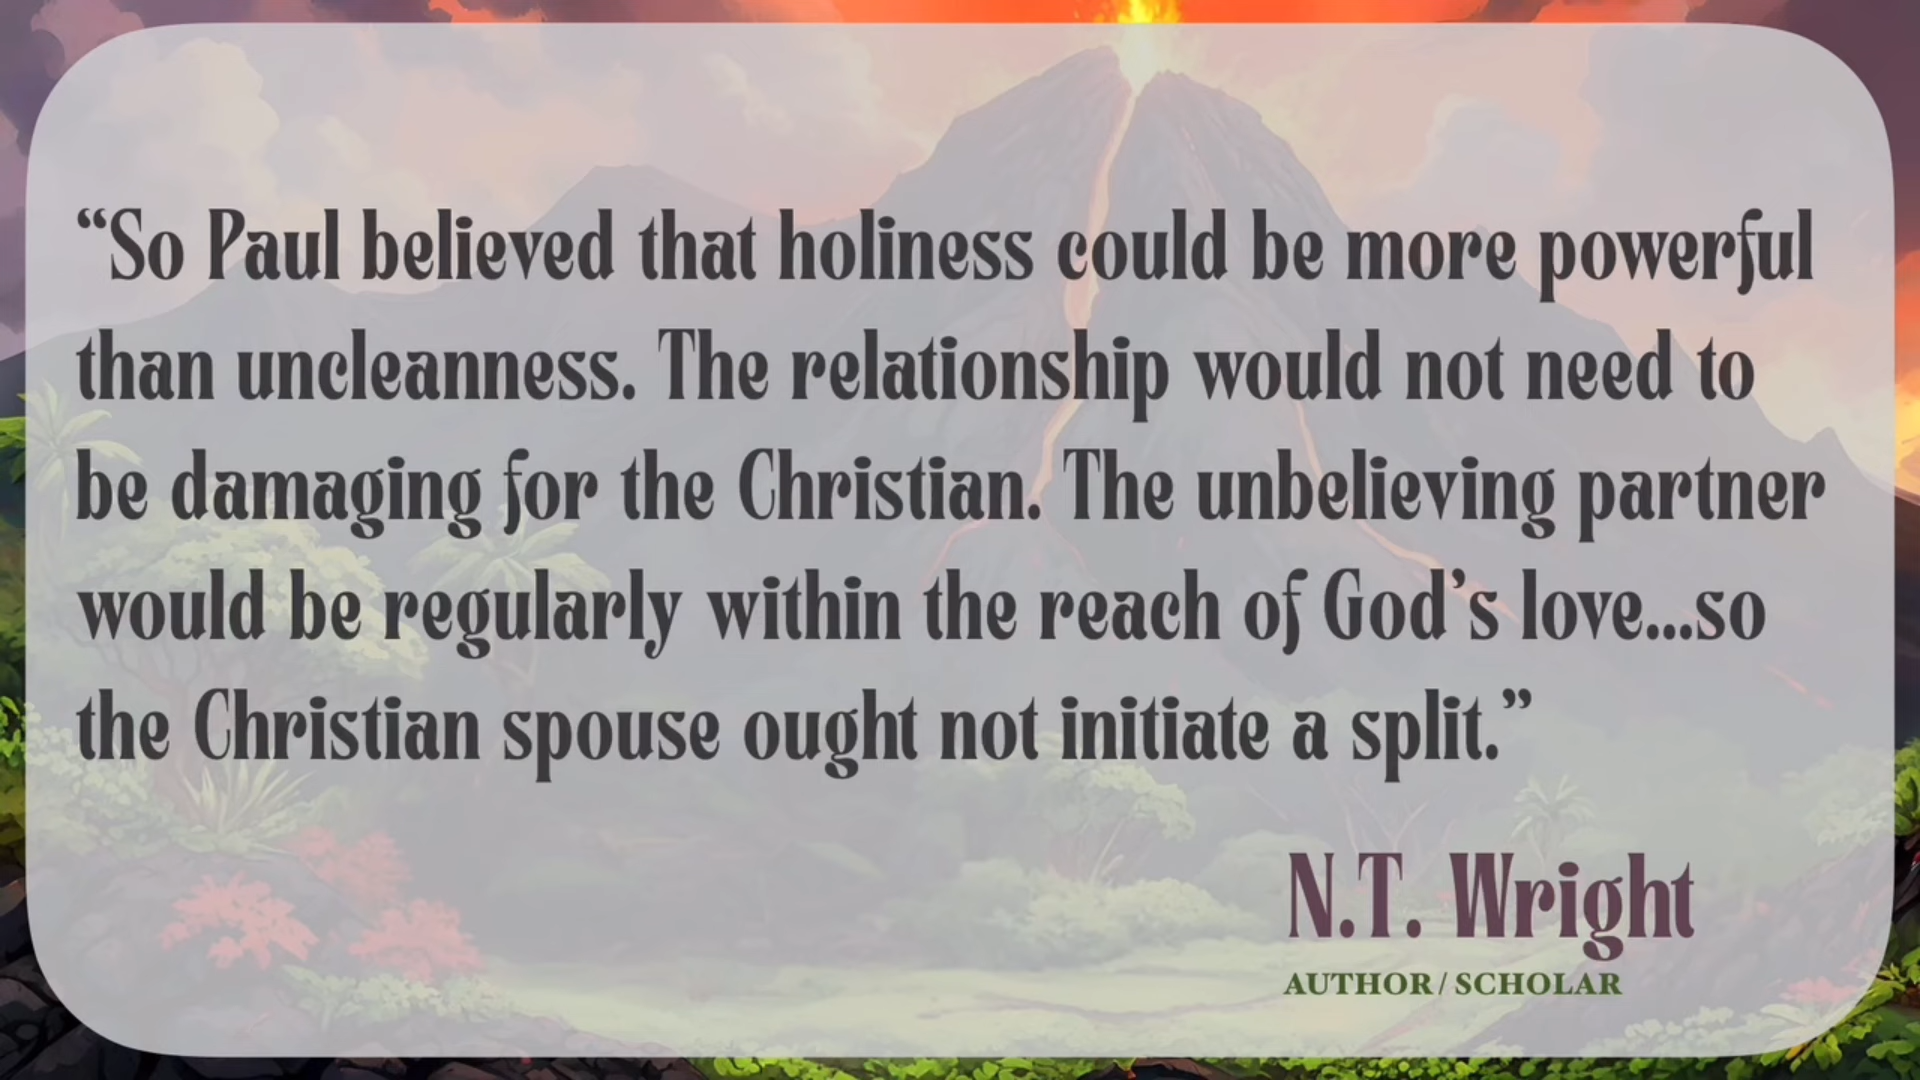 “So Paul believed that holiness could be more powerful
than uncleanness. The relationship would not need to
be damaging for the Christian. The unbelieving partner
would be regularly within the reach of God’s love...so
the Christian spouse ought not initiate a split.”
N.T. Wright
AUTHOR / SCHOLAR